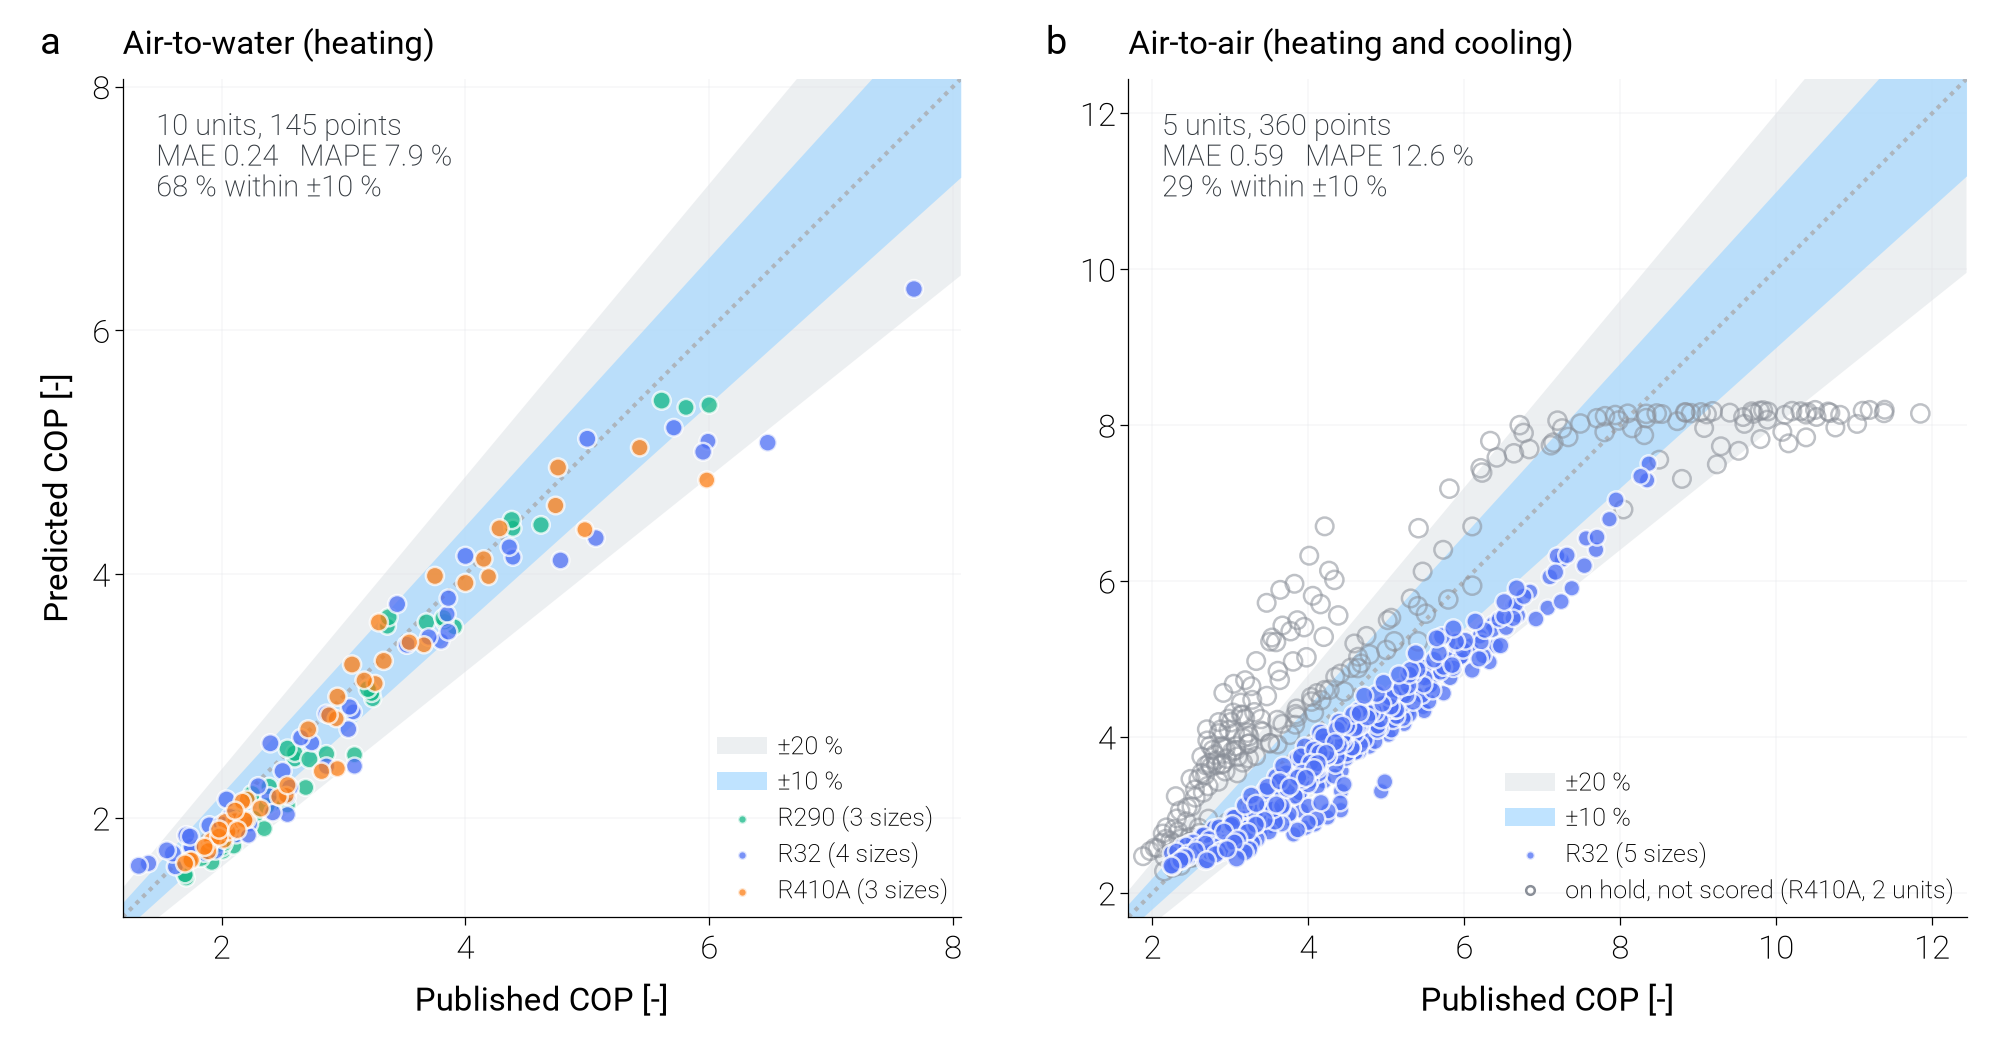 a Air-to-water (heating)
10 units, 145 points
MAE 0.24 MAPE 7.9 %
68 % within ±10 %
8
6
4
2
Predicted COP [-]
±20 %
±10 %
R290 (3 sizes)
R32 (4 sizes)
R410A (3 sizes)
2 4 6 8
Published COP [-]
b Air-to-air (heating and cooling)
5 units, 360 points
MAE 0.59 MAPE 12.6 %
29 % within ±10 %
12
10
8
6
4
2
±20 %
±10 %
R32 (5 sizes)
on hold, not scored (R410A, 2 units)
2 4 6 8 10 12
Published COP [-]